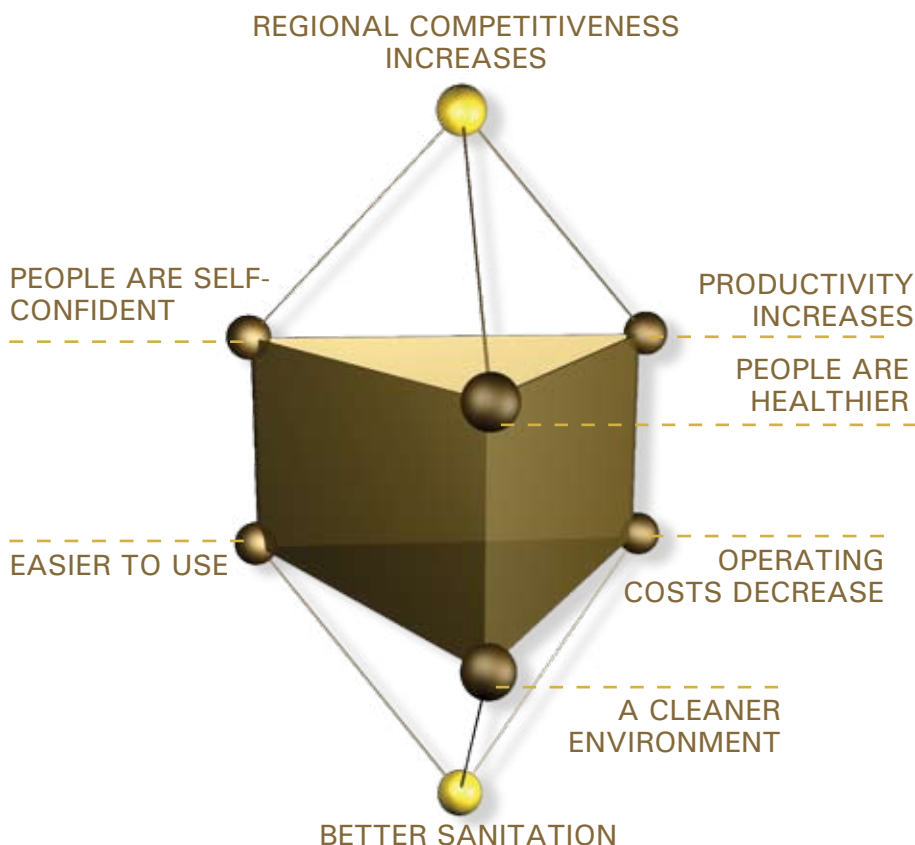 REGIONAL COMPETITIVENESS
INCREASES
PEOPLE ARE SELF-
CONFIDENT
PRODUCTIVITY
INCREASES
PEOPLE ARE
HEALTHIER
EASIER TO USE
OPERATING
COSTS DECREASE
A CLEANER
ENVIRONMENT
BETTER SANITATION